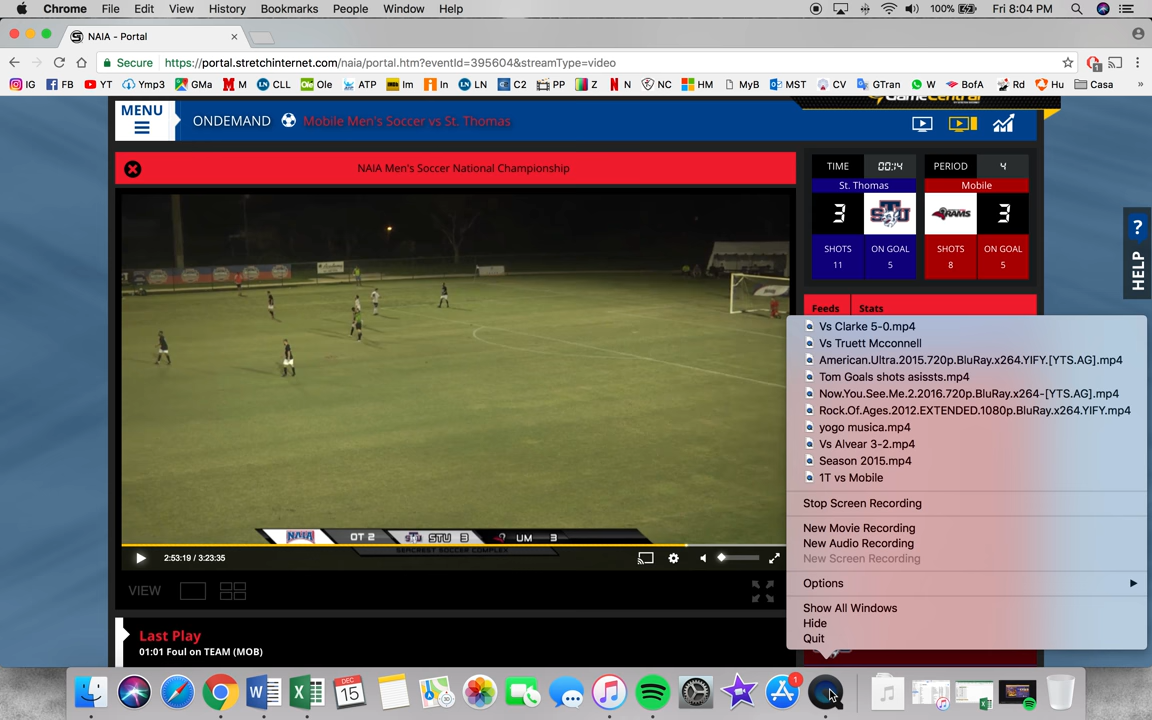 Chrome File Edit View History Bookmarks People Window Help 100% Fri 8:04 PM
NAIA - Portal
Secure https://portal.stretchinternet.com/naia/portal.htm?eventId=395604&streamType=video
IG FB YT Ymp3 GMa M CLL Ole ATP Im In LN C2 PP Z N NC HM MyB MST CV GTran W BofA Rd Hu Casa »
GameCentral
MENU ONDEMAND Mobile Men's Soccer vs St. Thomas
NAIA Men's Soccer National Championship
TIME 00:14 PERIOD 4
St. Thomas Mobile
3 STU RAMS 3
SHOTS ON GOAL SHOTS ON GOAL
11 5 8 5
? HELP
Feeds Stats
Vs Clarke 5-0.mp4
Vs Truett Mcconnell
American.Ultra.2015.720p.BluRay.x264.YIFY.[YTS.AG].mp4
Tom Goals shots asissts.mp4
Now.You.See.Me.2.2016.720p.BluRay.x264-[YTS.AG].mp4
Rock.Of.Ages.2012.EXTENDED.1080p.BluRay.x264.YIFY.mp4
yogo musica.mp4
Vs Alvear 3-2.mp4
Season 2015.mp4
1T vs Mobile
Stop Screen Recording
New Movie Recording
New Audio Recording
New Screen Recording
Options
Show All Windows
Hide
Quit
NAIA OT 2 STU 3 UM 3
SEACREST SOCCER COMPLEX
2:53:19 / 3:23:35
VIEW
Last Play
01:01 Foul on TEAM (MOB)
DEC
15
1